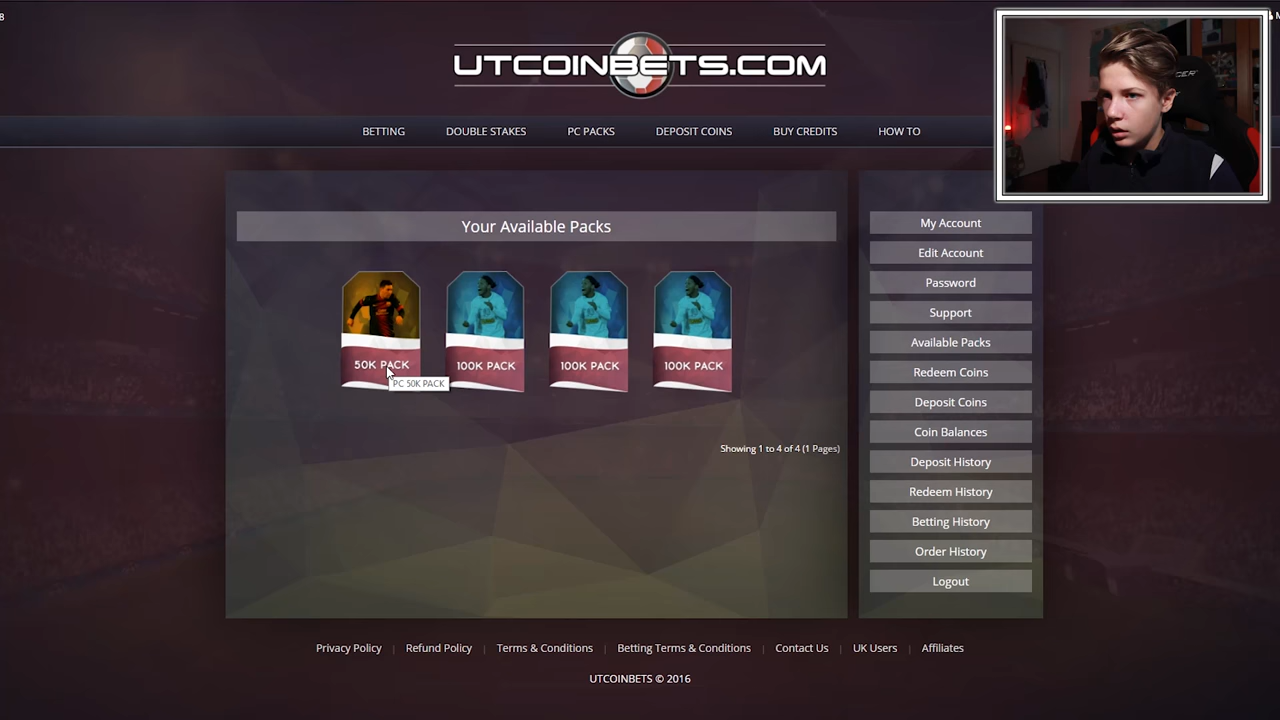 UTCOINBETS.COM
BETTING DOUBLE STAKES PC PACKS DEPOSIT COINS BUY CREDITS HOW TO
Your Available Packs
50K PACK 100K PACK 100K PACK 100K PACK
PC 50K PACK
Showing 1 to 4 of 4 (1 Pages)
My Account
Edit Account
Password
Support
Available Packs
Redeem Coins
Deposit Coins
Coin Balances
Deposit History
Redeem History
Betting History
Order History
Logout
Privacy Policy | Refund Policy | Terms & Conditions | Betting Terms & Conditions | Contact Us | UK Users | Affiliates
UTCOINBETS © 2016